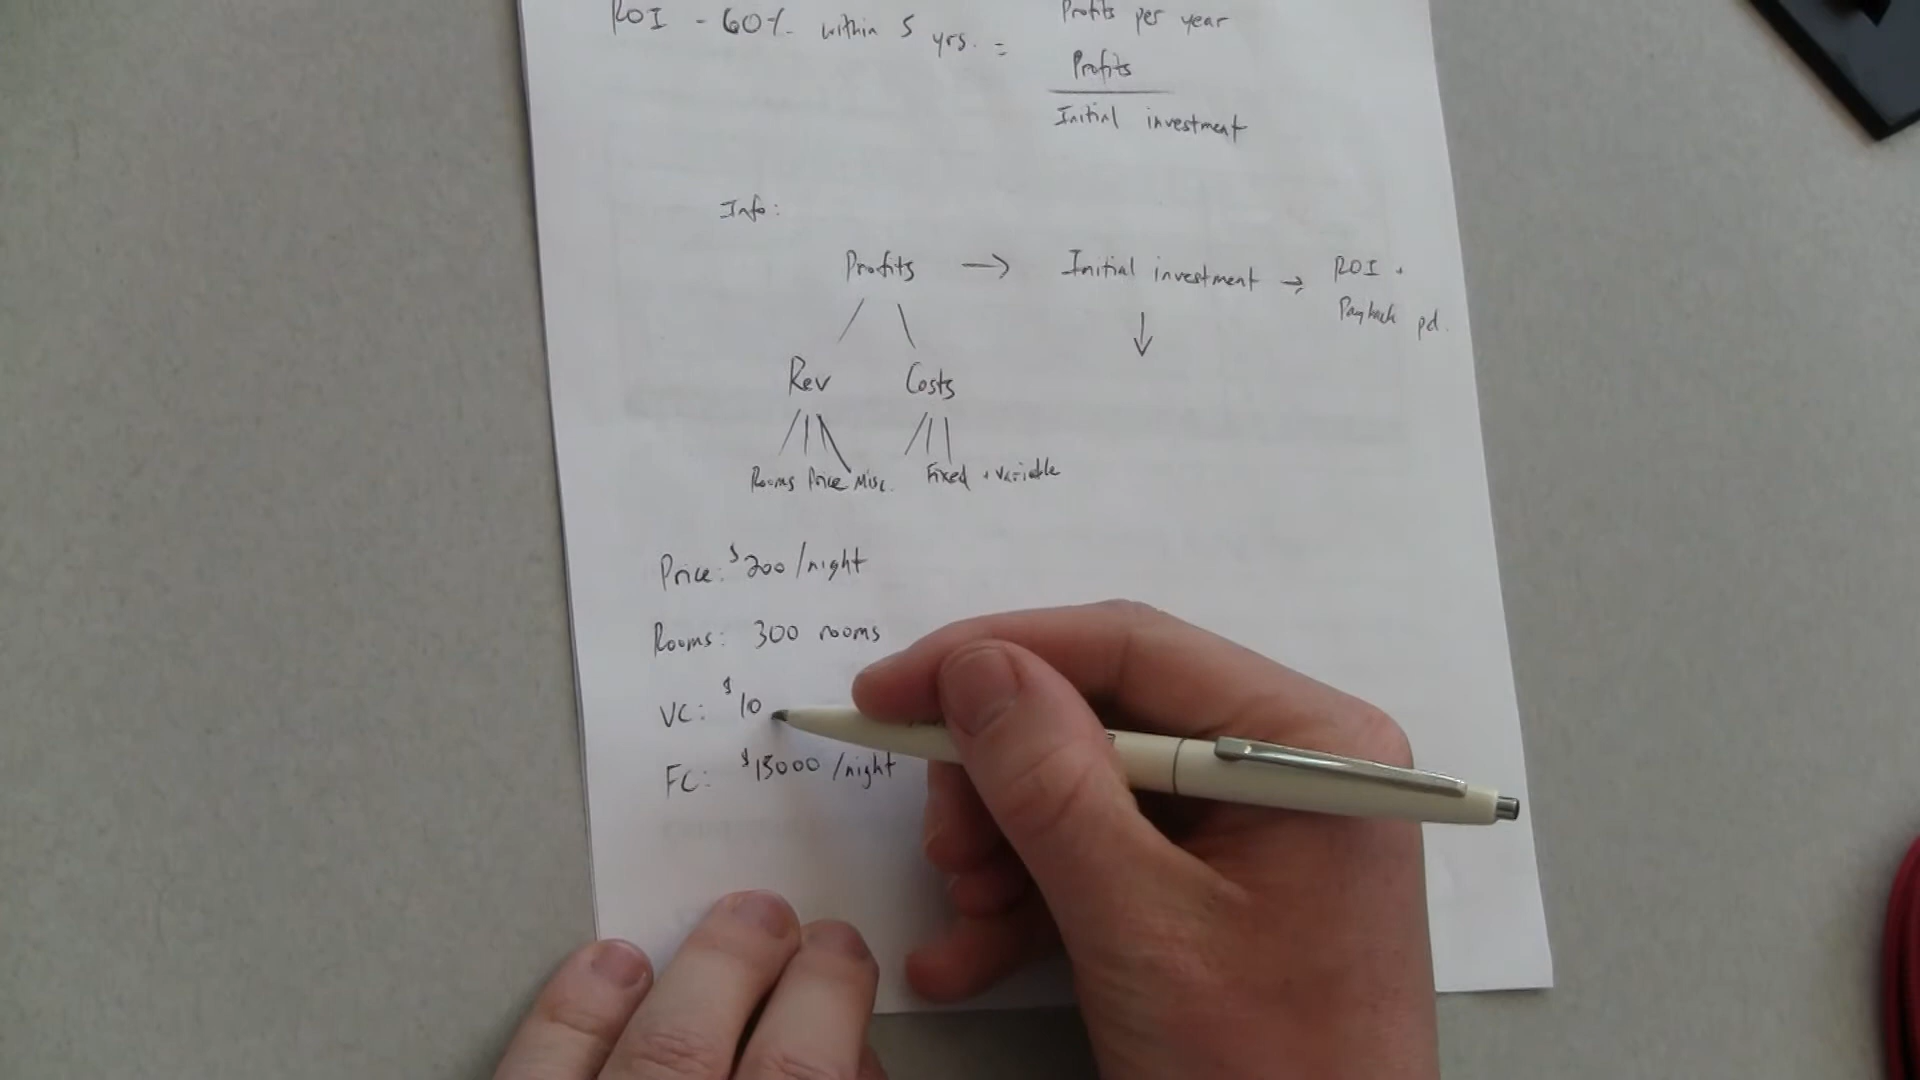 ROI - 60% within 5 yrs. =
Profits per year
Profits
Initial investment
Info:
Profits → Initial investment → ROI +
Payback pd.
Rev Costs
Rooms Price Misc. Fixed + variable
Price: $200/night
Rooms: 300 rooms
VC: $10
FC: $15000/night